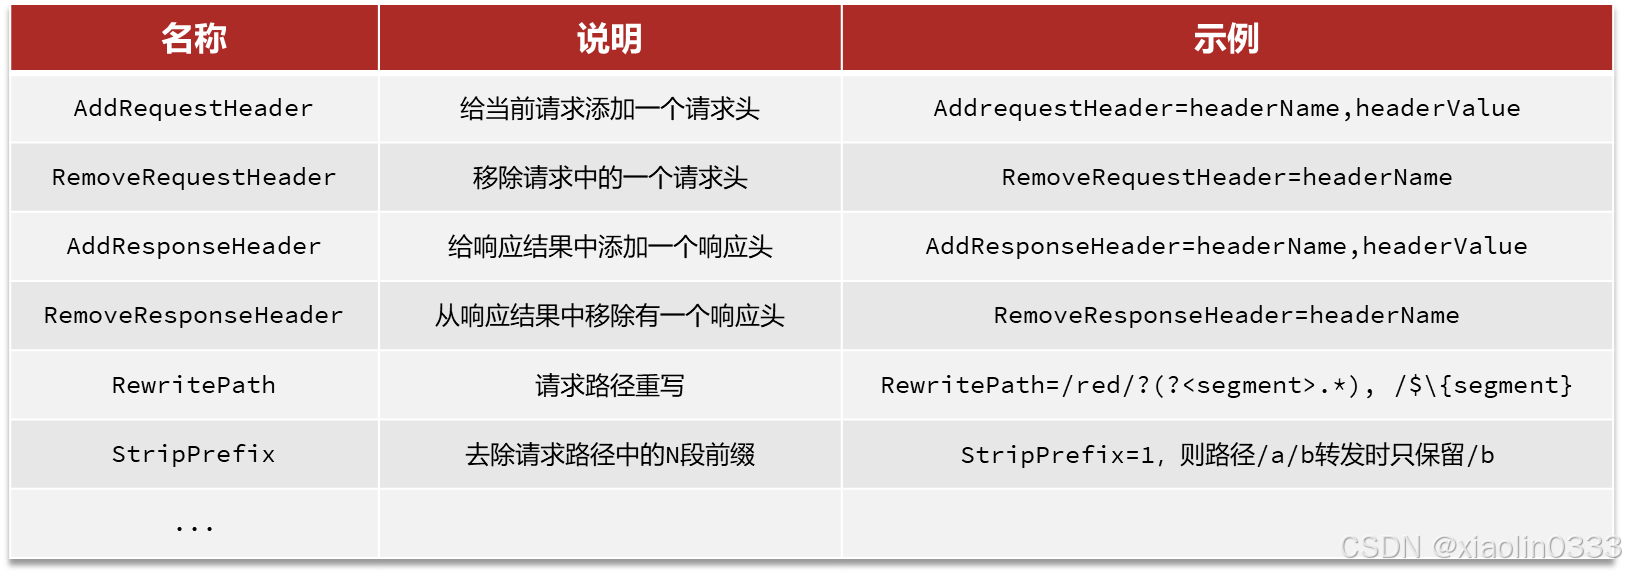 名称 说明 示例
AddRequestHeader 给当前请求添加一个请求头 AddrequestHeader=headerName,headerValue
RemoveRequestHeader 移除请求中的一个请求头 RemoveRequestHeader=headerName
AddResponseHeader 给响应结果中添加一个响应头 AddResponseHeader=headerName,headerValue
RemoveResponseHeader 从响应结果中移除有一个响应头 RemoveResponseHeader=headerName
RewritePath 请求路径重写 RewritePath=/red/?(?<segment>.*), /$\{segment}
StripPrefix 去除请求路径中的N段前缀 StripPrefix=1，则路径/a/b转发时只保留/b
...
CSDN @xiaolin0333